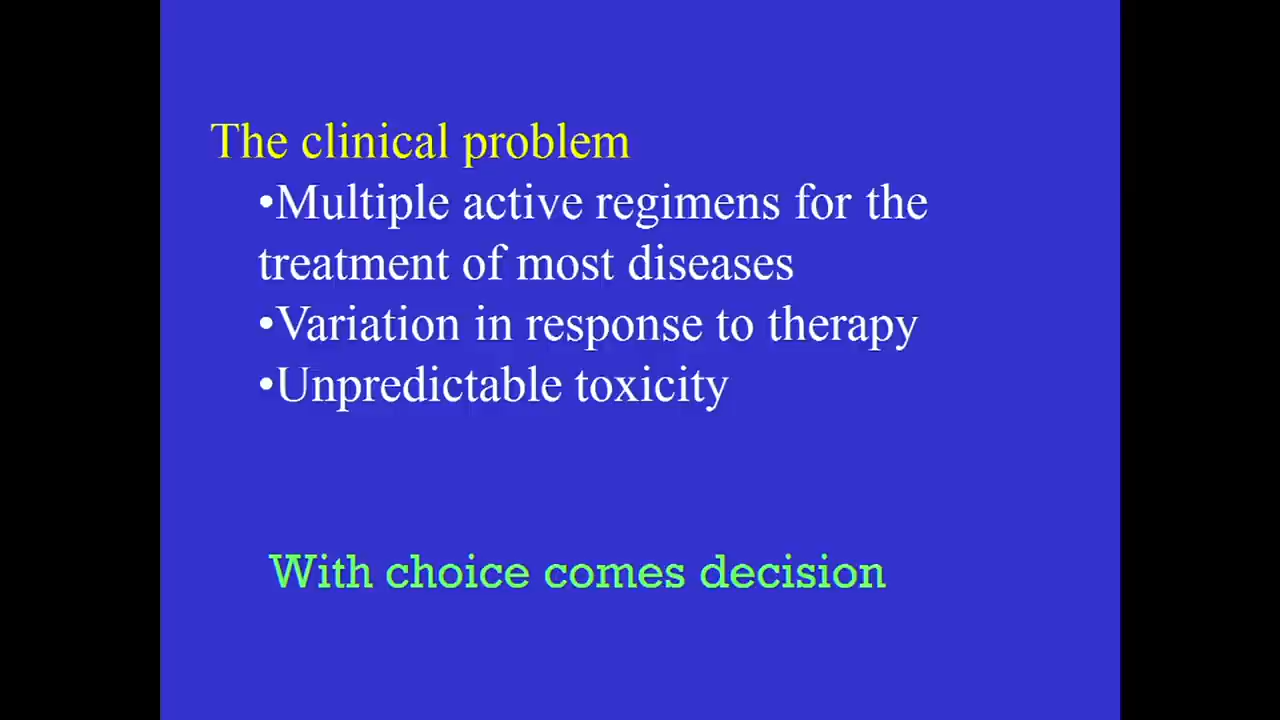 The clinical problem
•Multiple active regimens for the
treatment of most diseases
•Variation in response to therapy
•Unpredictable toxicity
With choice comes decision